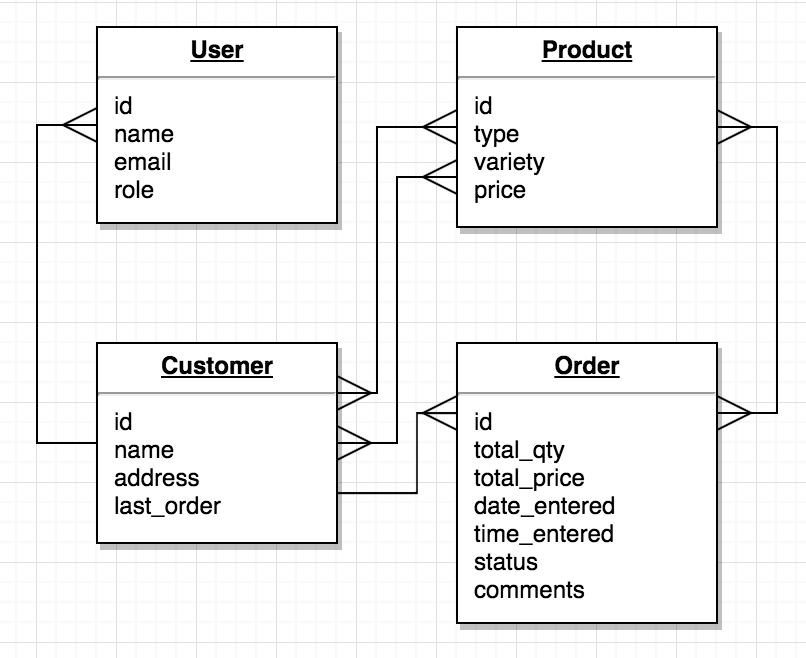 User
id
name
email
role
Product
id
type
variety
price
Customer
id
name
address
last_order
Order
id
total_qty
total_price
date_entered
time_entered
status
comments